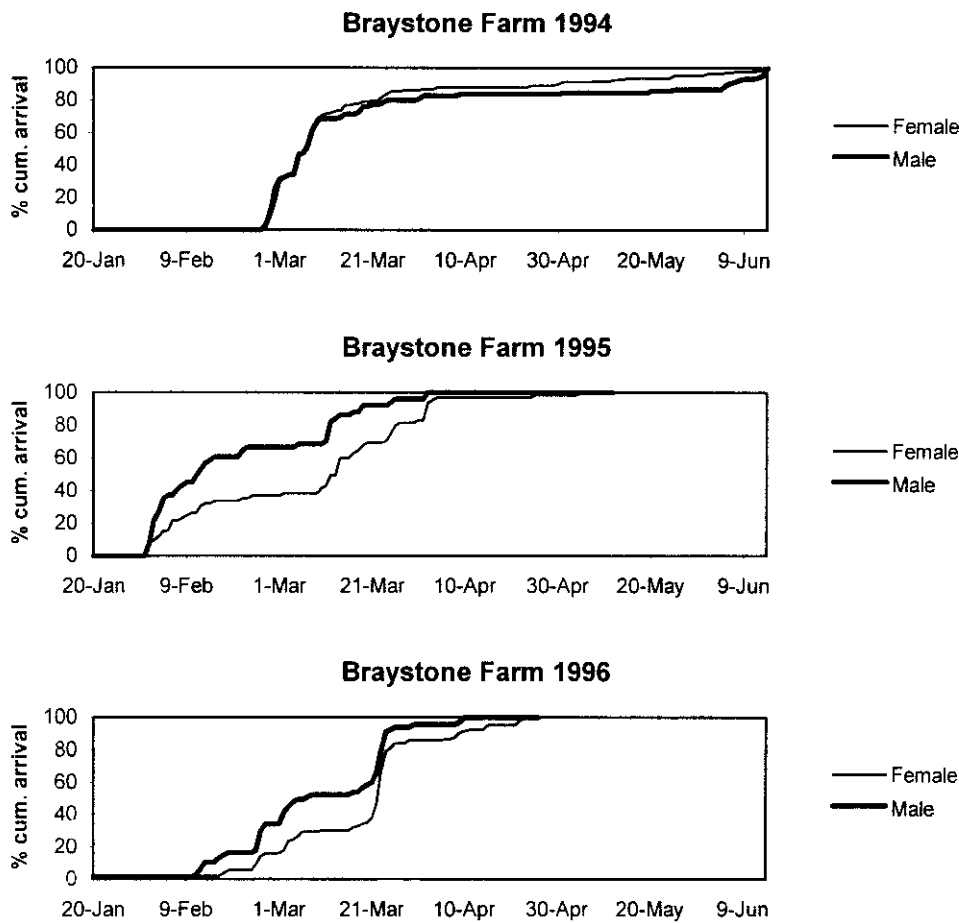 Braystone Farm 1994
% cum. arrival
100
80
60
40
20
0
20-Jan 9-Feb 1-Mar 21-Mar 10-Apr 30-Apr 20-May 9-Jun
Female
Male
Braystone Farm 1995
% cum. arrival
100
80
60
40
20
0
20-Jan 9-Feb 1-Mar 21-Mar 10-Apr 30-Apr 20-May 9-Jun
Female
Male
Braystone Farm 1996
% cum. arrival
100
80
60
40
20
0
20-Jan 9-Feb 1-Mar 21-Mar 10-Apr 30-Apr 20-May 9-Jun
Female
Male